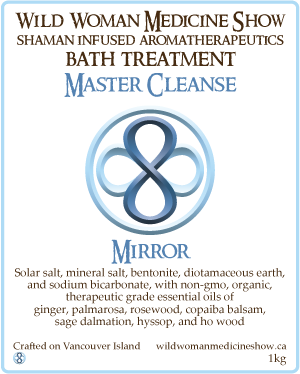 Wild Woman Medicine Show
shaman infused aromatherapeutics
bath treatment
Master Cleanse
Mirror
Solar salt, mineral salt, bentonite, diotamaceous earth,
and sodium bicarbonate, with non-gmo, organic,
therapeutic grade essential oils of
ginger, palmarosa, rosewood, copaiba balsam,
sage dalmation, hyssop, and ho wood
Crafted on Vancouver Island wildwomanmedicineshow.ca
1kg